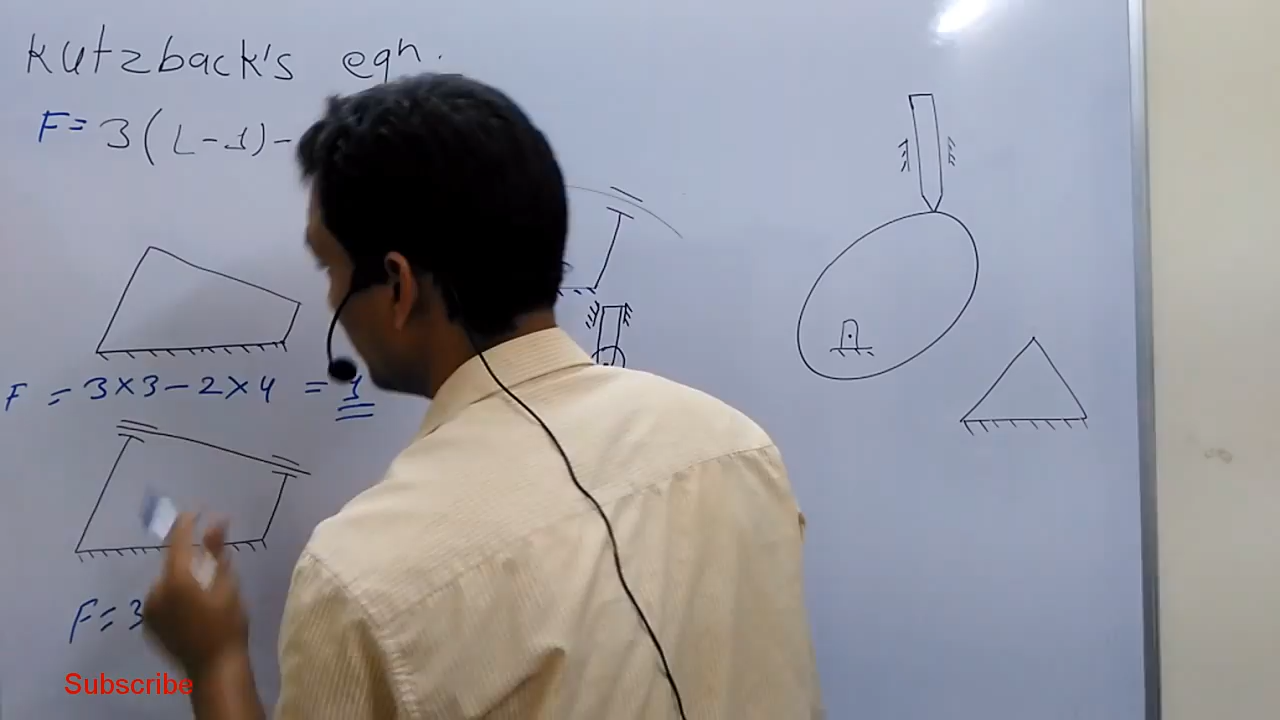 Kutzback's eqn.
F = 3(L-1)-
F = 3×3-2×4 = 1
F = 3
Subscribe